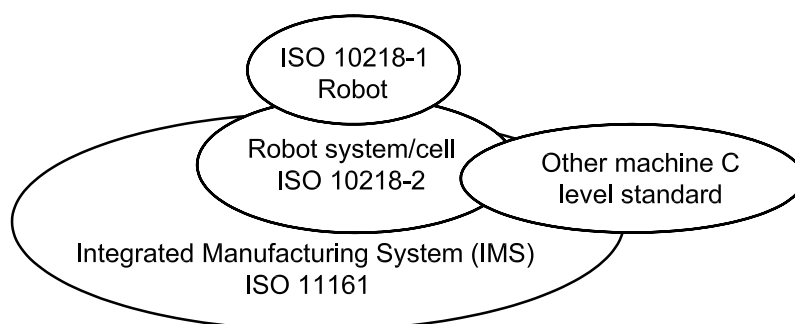 ISO 10218-1
Robot
Robot system/cell
ISO 10218-2
Other machine C
level standard
Integrated Manufacturing System (IMS)
ISO 11161